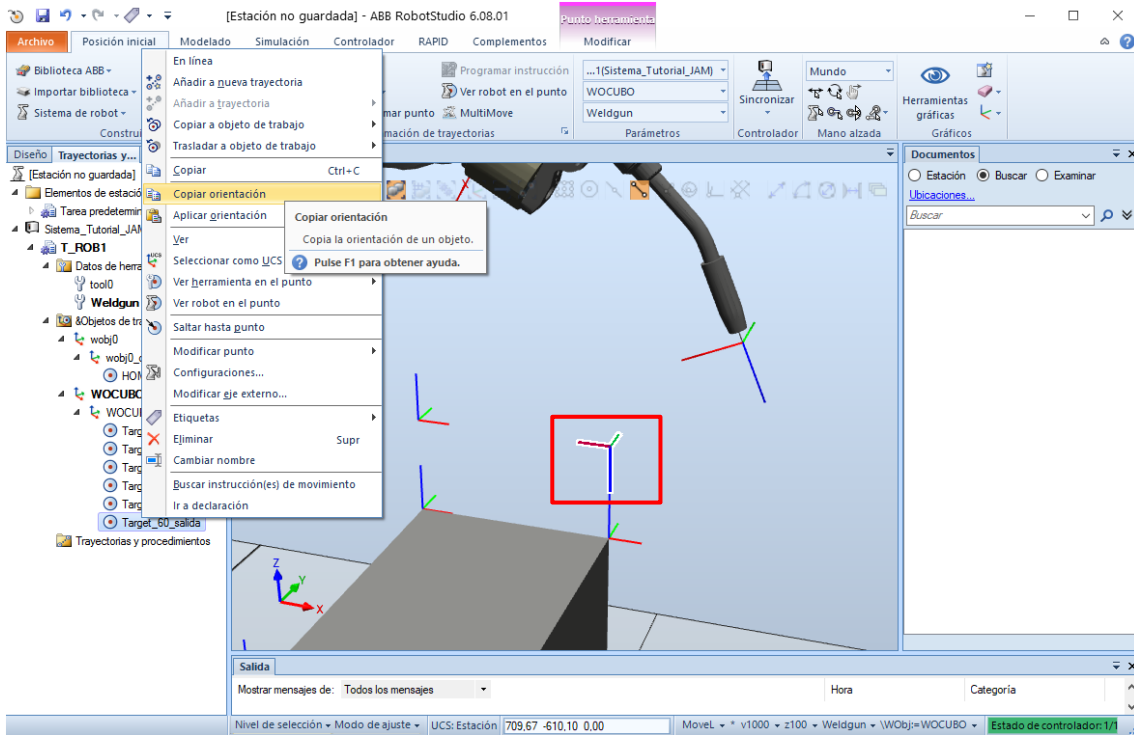 [Estación no guardada] - ABB RobotStudio 6.08.01
Punto herramienta
Archivo Posición inicial Modelado Simulación Controlador RAPID Complementos Modificar
Biblioteca ABB
Importar biblioteca
Sistema de robot
Programar instrucción
Ver robot en el punto
MultiMove
...1(Sistema_Tutorial_JAM)
WOCUBO
Weldgun
Parámetros
Sincronizar
Controlador
Mundo
Mano alzada
Herramientas gráficas
Gráficos
Diseño Trayectorias y...
[Estación no guardada]
Elementos de estació
Tarea predetermin
Sistema_Tutorial_JAM
T_ROB1
Datos de herra
tool0
Weldgun
&Objetos de tra
wobj0
wobj0_o
HOM
WOCUBO
WOCU
Targ
Targ
Targ
Targ
Targ
Target_60_salida
Trayectorias y procedimientos
En línea
Añadir a nueva trayectoria
Añadir a trayectoria
Copiar a objeto de trabajo
Trasladar a objeto de trabajo
Copiar Ctrl+C
Copiar orientación
Aplicar orientación
Ver
Seleccionar como UCS
Ver herramienta en el punto
Ver robot en el punto
Saltar hasta punto
Modificar punto
Configuraciones...
Modificar eje externo...
Etiquetas
Eliminar Supr
Cambiar nombre
Buscar instrucción(es) de movimiento
Ir a declaración
Copiar orientación
Copia la orientación de un objeto.
Pulse F1 para obtener ayuda.
Z
Y
X
Documentos
Estación Buscar Examinar
Ubicaciones...
Buscar
Salida
Mostrar mensajes de: Todos los mensajes
Hora Categoría
Nivel de selección Modo de ajuste UCS: Estación 709,67 -610,10 0,00 MoveL * v1000 z100 Weldgun \WObj:=WOCUBO Estado de controlador: 1/1